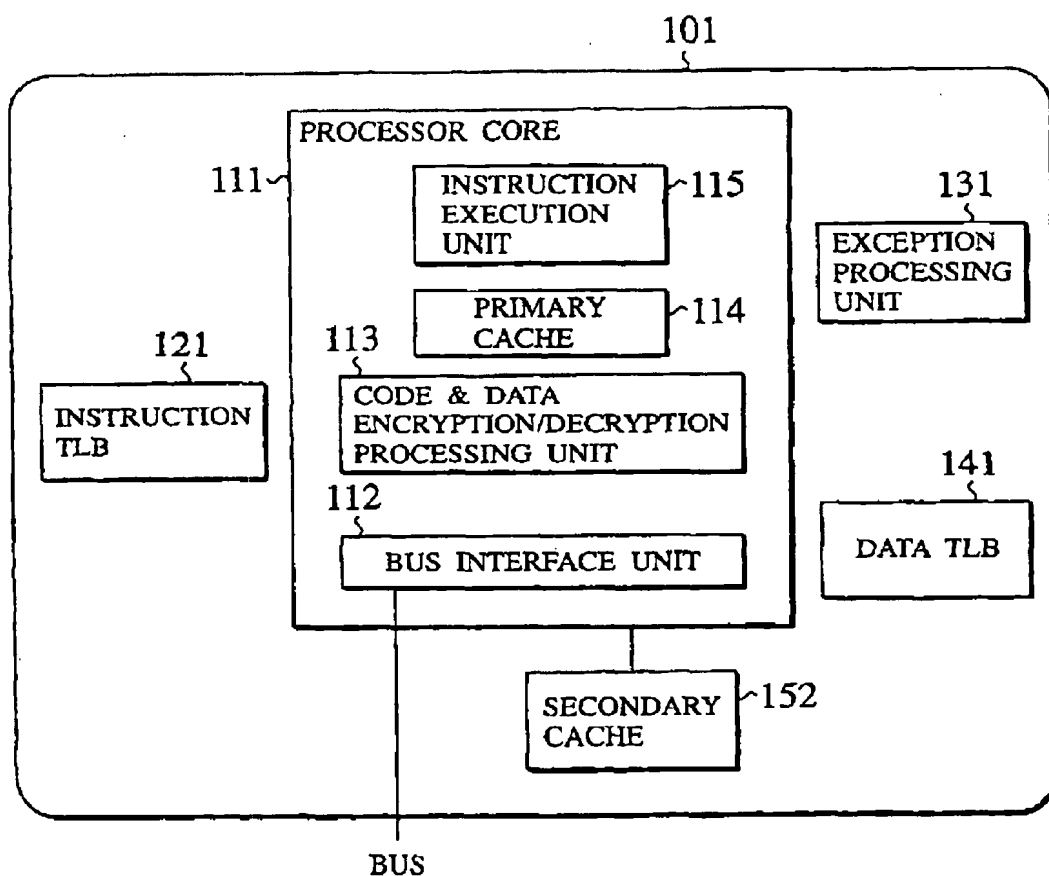 101
PROCESSOR CORE
111
INSTRUCTION
EXECUTION
UNIT
115
131
EXCEPTION
PROCESSING
UNIT
PRIMARY
CACHE
114
121
INSTRUCTION
TLB
113
CODE & DATA
ENCRYPTION/DECRYPTION
PROCESSING UNIT
141
DATA TLB
112
BUS INTERFACE UNIT
SECONDARY
CACHE
152
BUS